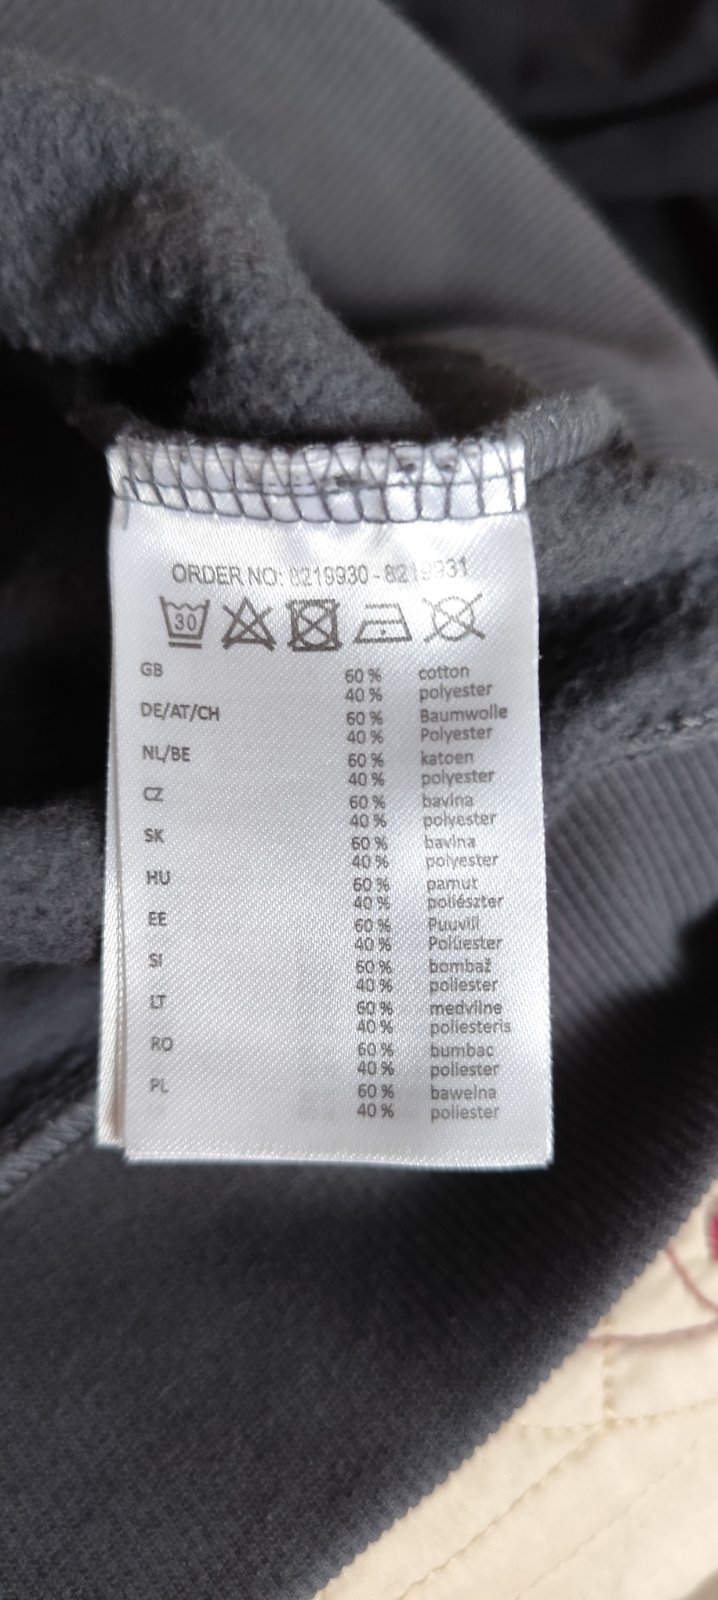 ORDER NO: 8219930 - 8219931
30
GB 60 % cotton
40 % polyester
DE/AT/CH 60 % Baumwolle
40 % Polyester
NL/BE 60 % katoen
40 % polyester
CZ 60 % bavlna
40 % polyester
SK 60 % bavlna
40 % polyester
HU 60 % pamut
40 % poliészter
EE 60 % Puuvill
40 % Polüester
SI 60 % bombaž
40 % poliester
LT 60 % medvilne
40 % poliesteris
RO 60 % bumbac
40 % poliester
PL 60 % bawelna
40 % poliester